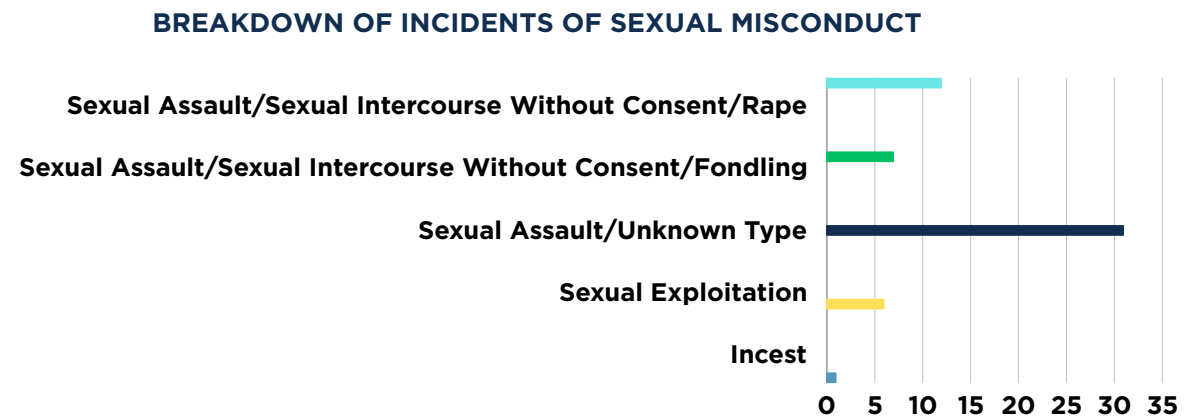 BREAKDOWN OF INCIDENTS OF SEXUAL MISCONDUCT
Sexual Assault/Sexual Intercourse Without Consent/Rape
Sexual Assault/Sexual Intercourse Without Consent/Fondling
Sexual Assault/Unknown Type
Sexual Exploitation
Incest
0 5 10 15 20 25 30 35